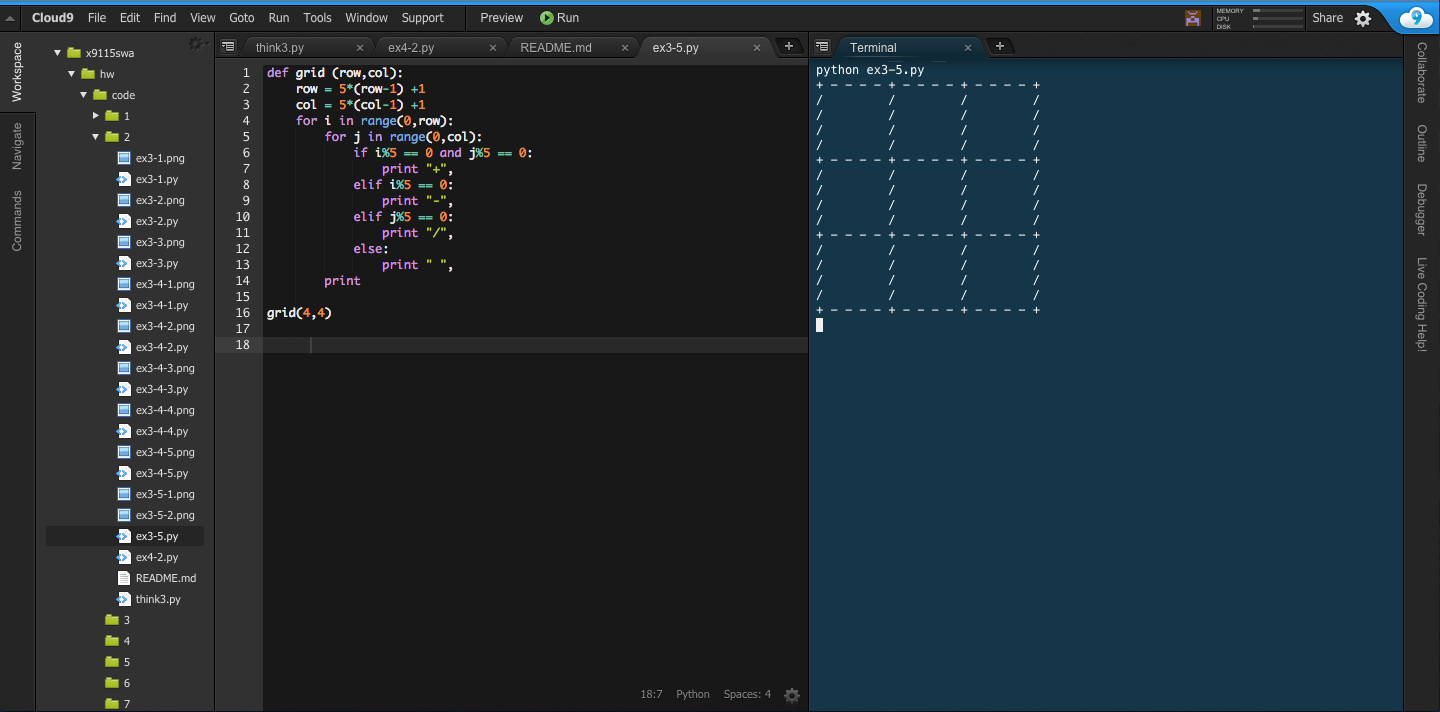 Cloud9 File Edit Find View Goto Run Tools Window Support Preview Run MEMORY CPU DISK Share 9
Workspace
Navigate
Commands
x9115swa
hw
code
1
2
ex3-1.png
ex3-1.py
ex3-2.png
ex3-2.py
ex3-3.png
ex3-3.py
ex3-4-1.png
ex3-4-1.py
ex3-4-2.png
ex3-4-2.py
ex3-4-3.png
ex3-4-3.py
ex3-4-4.png
ex3-4-4.py
ex3-4-5.png
ex3-4-5.py
ex3-5-1.png
ex3-5-2.png
ex3-5.py
ex4-2.py
README.md
think3.py
3
4
5
6
7
think3.py × ex4-2.py × README.md × ex3-5.py × +
1 def grid (row,col):
2     row = 5*(row-1) +1
3     col = 5*(col-1) +1
4     for i in range(0,row):
5         for j in range(0,col):
6             if i%5 == 0 and j%5 == 0:
7                 print "+",
8             elif i%5 == 0:
9                 print "-",
10             elif j%5 == 0:
11                 print "/",
12             else:
13                 print " ",
14         print
15
16 grid(4,4)
17
18
18:7 Python Spaces: 4
Terminal × +
python ex3-5.py
+ - - - - + - - - - + - - - - +
/         /         /         /
/         /         /         /
/         /         /         /
/         /         /         /
+ - - - - + - - - - + - - - - +
/         /         /         /
/         /         /         /
/         /         /         /
/         /         /         /
+ - - - - + - - - - + - - - - +
/         /         /         /
/         /         /         /
/         /         /         /
/         /         /         /
+ - - - - + - - - - + - - - - +
Collaborate
Outline
Debugger
Live Coding Help!